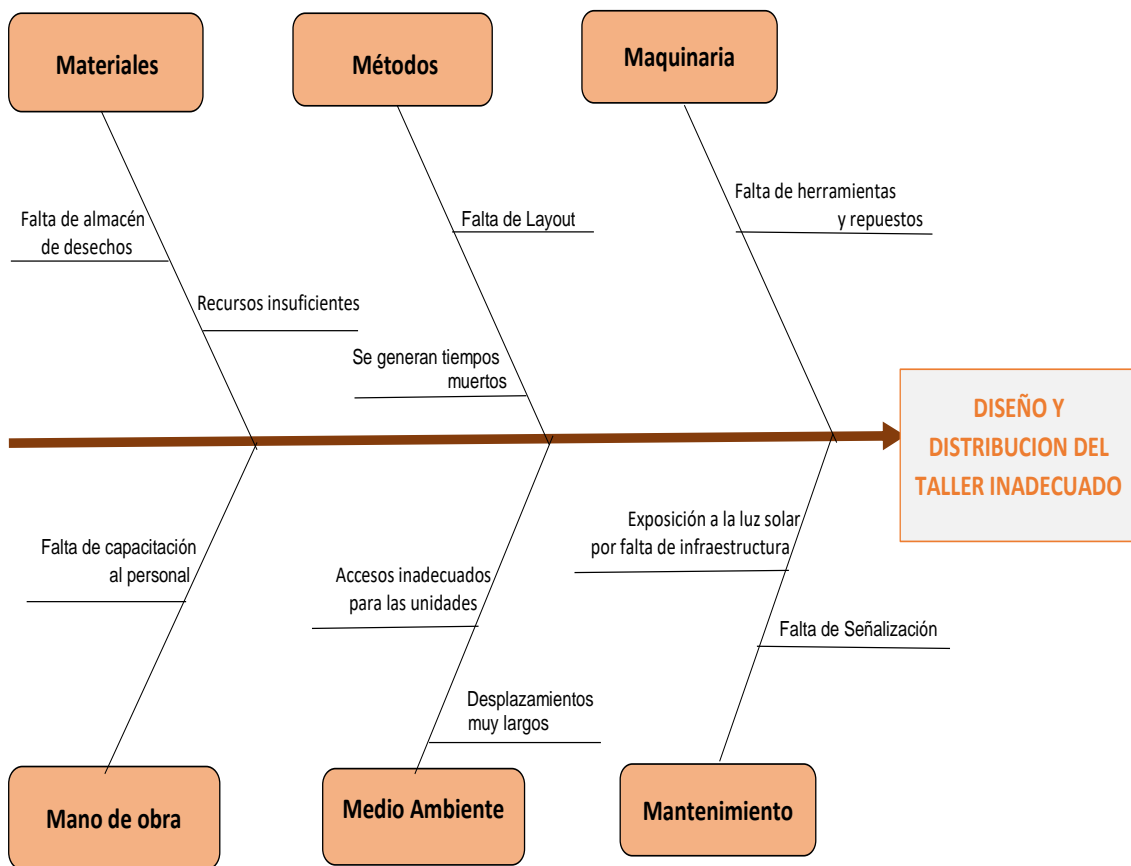 Materiales
Métodos
Maquinaria
Falta de almacén
de desechos
Falta de Layout
Falta de herramientas
y repuestos
Recursos insuficientes
Se generan tiempos
muertos
DISEÑO Y
DISTRIBUCION DEL
TALLER INADECUADO
Falta de capacitación
al personal
Accesos inadecuados
para las unidades
Exposición a la luz solar
por falta de infraestructura
Falta de Señalización
Desplazamientos
muy largos
Mano de obra
Medio Ambiente
Mantenimiento